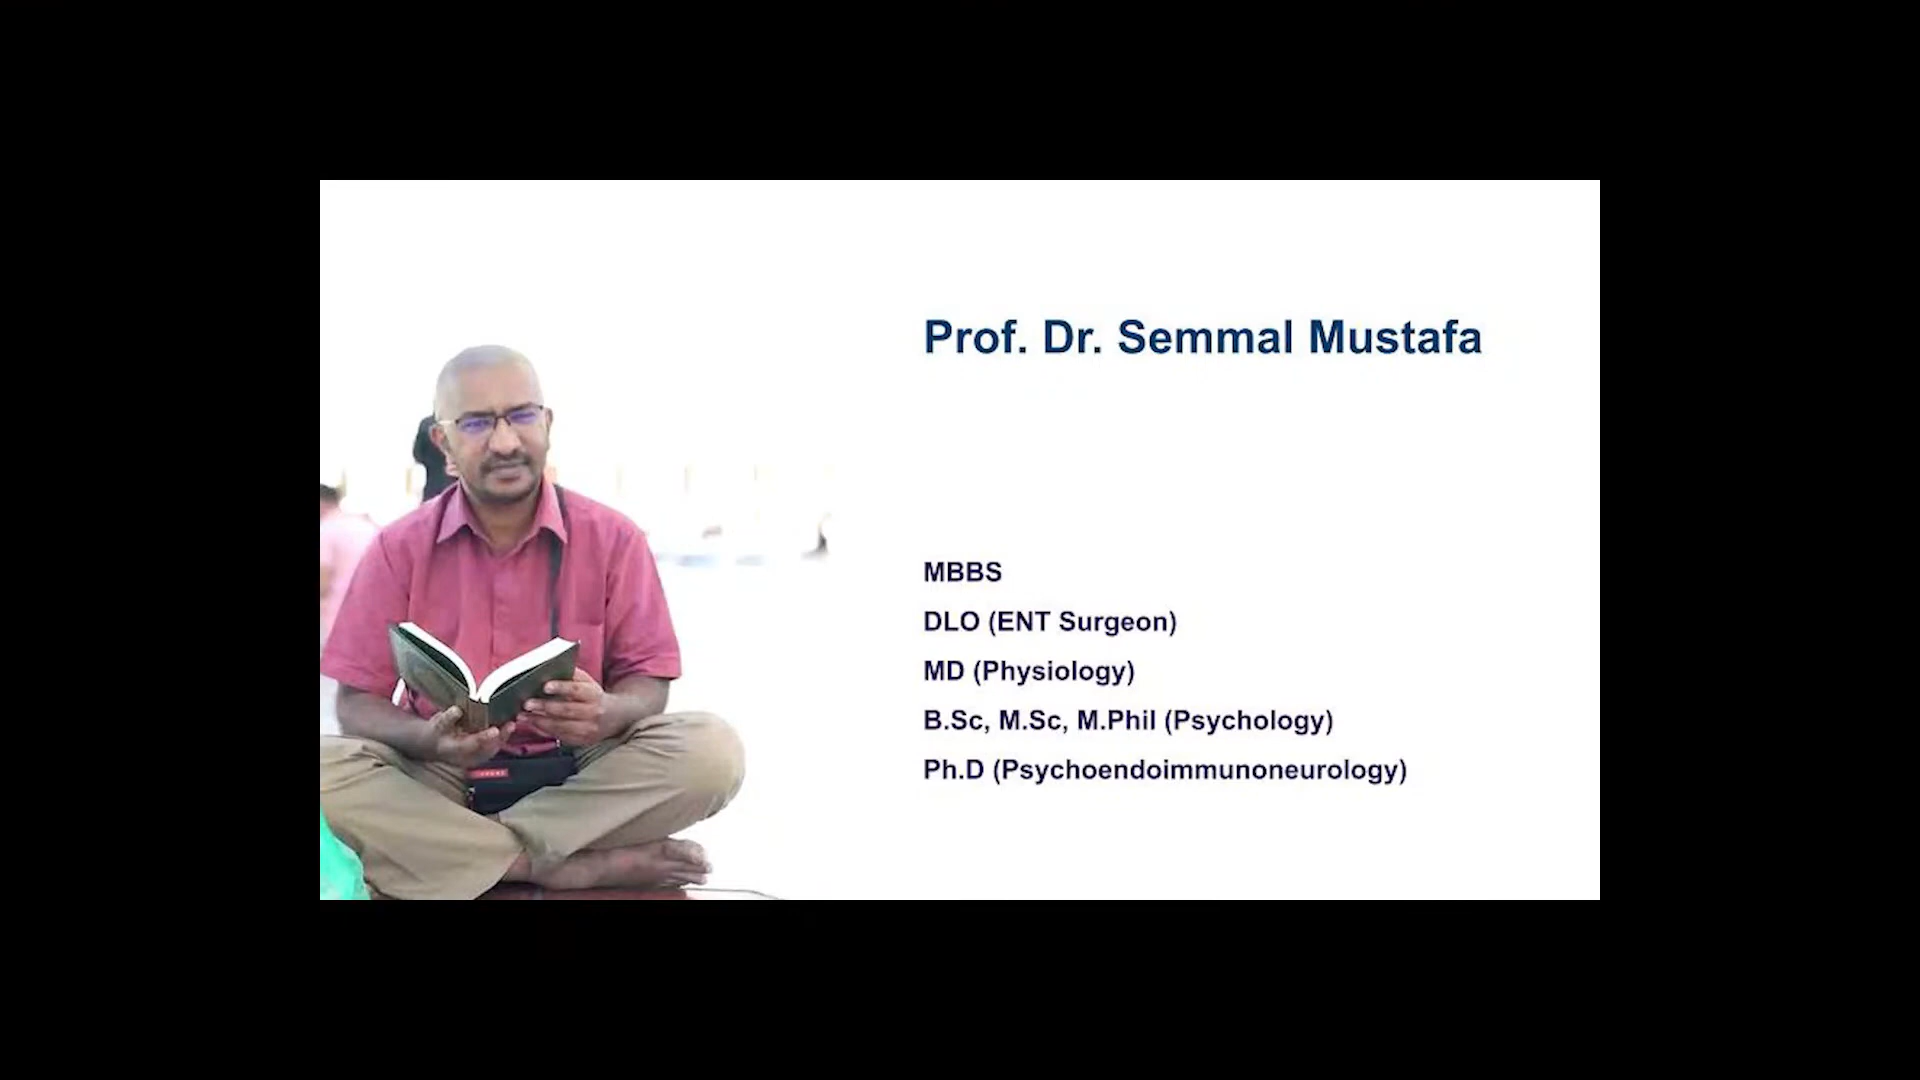 Prof. Dr. Semmal Mustafa
MBBS
DLO (ENT Surgeon)
MD (Physiology)
B.Sc, M.Sc, M.Phil (Psychology)
Ph.D (Psychoendoimmunoneurology)